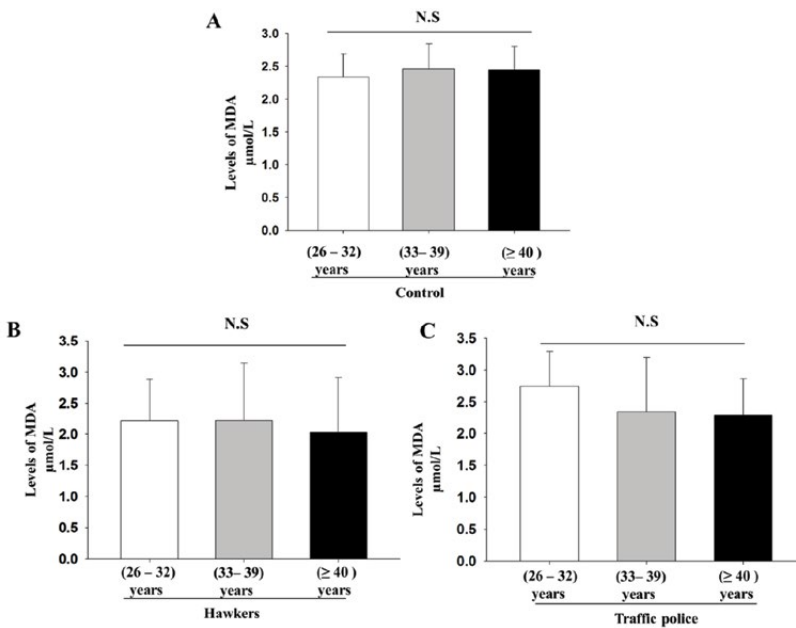 A
N.S
Levels of MDA
µmol/L
3.0
2.5
2.0
1.5
1.0
0.5
0.0
(26 – 32) (33– 39) (≥ 40 )
years years years
Control
B
N.S
Levels of MDA
µmol/L
3.5
3.0
2.5
2.0
1.5
1.0
0.5
0.0
(26 – 32) (33– 39) (≥ 40 )
years years years
Hawkers
C
N.S
Levels of MDA
µmol/L
3.5
3.0
2.5
2.0
1.5
1.0
0.5
0.0
(26 – 32) (33– 39) (≥ 40 )
years years years
Traffic police